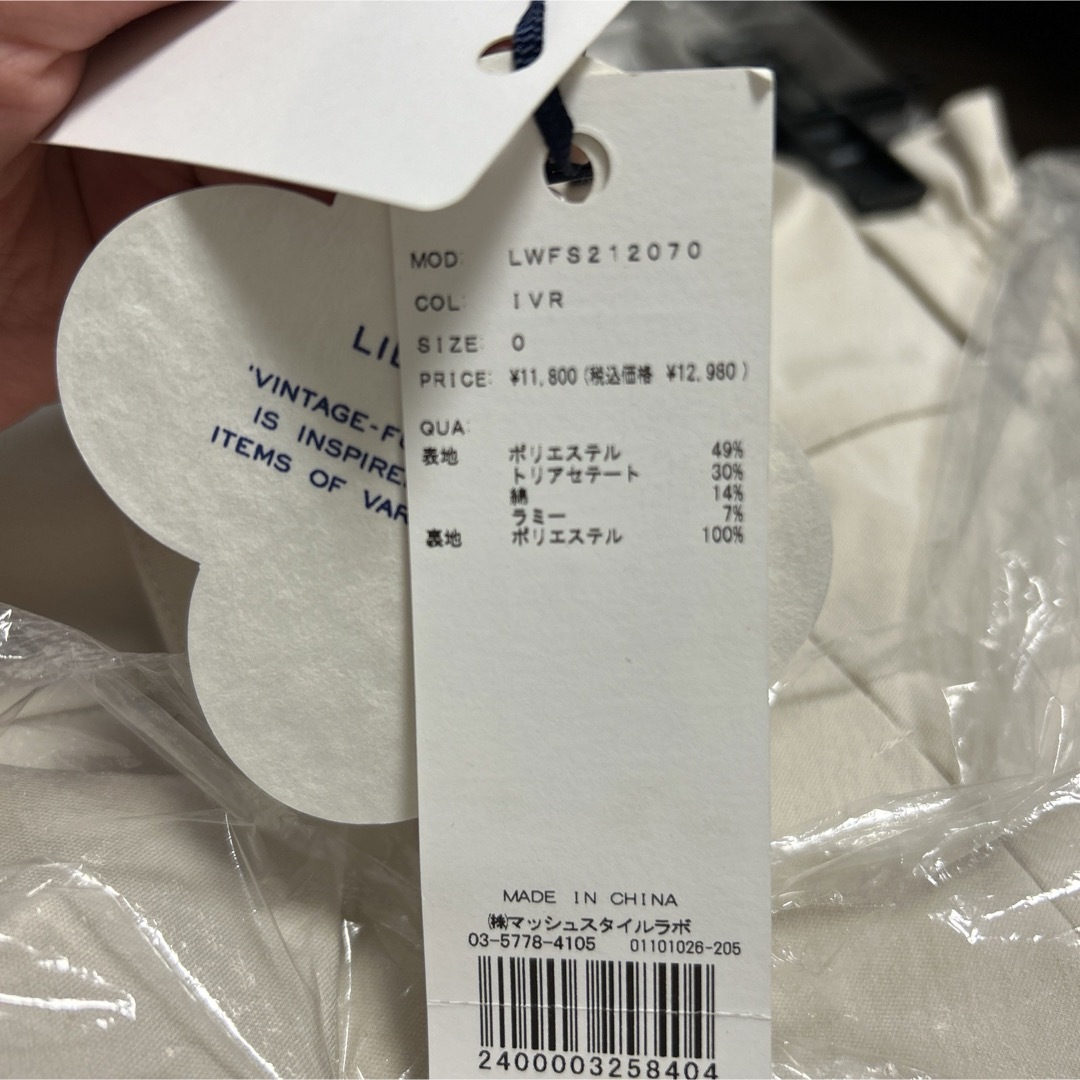 LIL
'VINTAGE-FU
IS INSPIRE
ITEMS OF VAR
MOD: LWFS212070
COL: IVR
SIZE: 0
PRICE: ¥11,800(税込価格 ¥12,980)
QUA:
表地 ポリエステル 49%
トリアセテート 30%
綿 14%
ラミー 7%
裏地 ポリエステル 100%
MADE IN CHINA
㈱マッシュスタイルラボ
03-5778-4105 01101026-205
2400003258404